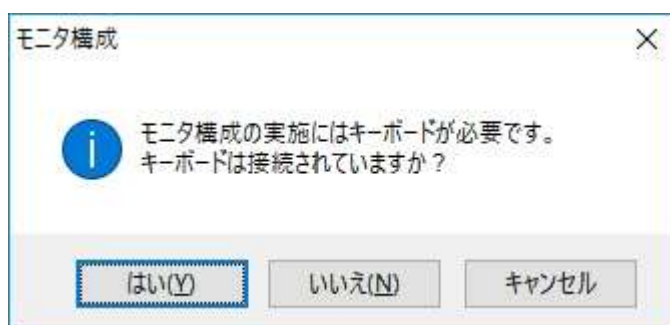 モニタ構成
モニタ構成の実施にはキーボードが必要です。
キーボードは接続されていますか？
はい(Y)
いいえ(N)
キャンセル